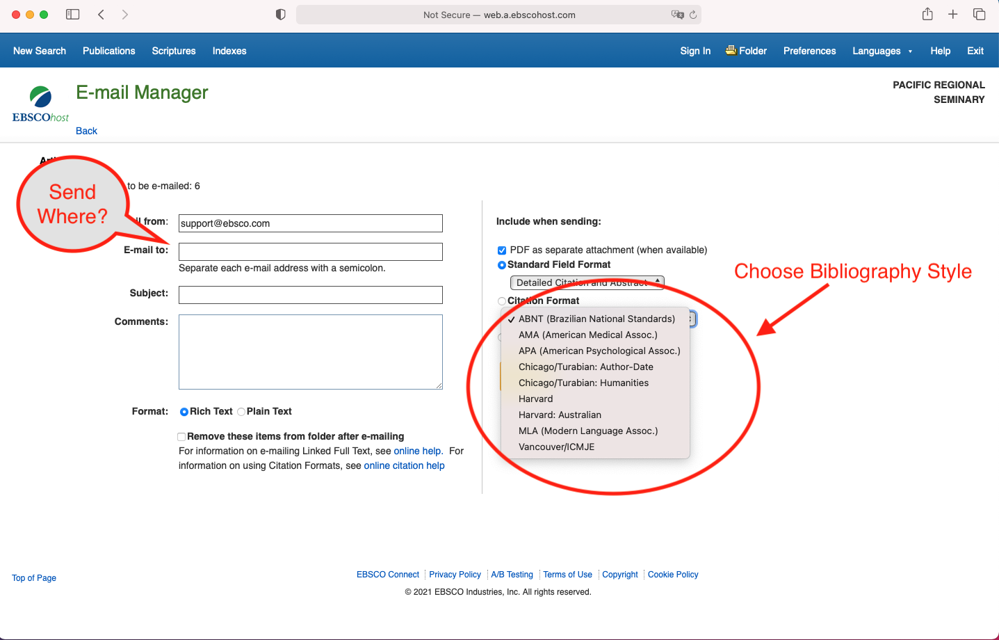 Not Secure — web.a.ebscohost.com
New Search Publications Scriptures Indexes Sign In Folder Preferences Languages Help Exit
E-mail Manager
PACIFIC REGIONAL
SEMINARY
EBSCOhost
Back
to be e-mailed: 6
Send
Where?
from:
support@ebsco.com
E-mail to:
Separate each e-mail address with a semicolon.
Subject:
Comments:
Format: Rich Text Plain Text
Remove these items from folder after e-mailing
For information on e-mailing Linked Full Text, see online help. For
information on using Citation Formats, see online citation help
Include when sending:
PDF as separate attachment (when available)
Standard Field Format
Detailed Citation and Abstract
Citation Format
ABNT (Brazilian National Standards)
AMA (American Medical Assoc.)
APA (American Psychological Assoc.)
Chicago/Turabian: Author-Date
Chicago/Turabian: Humanities
Harvard
Harvard: Australian
MLA (Modern Language Assoc.)
Vancouver/ICMJE
Choose Bibliography Style
Top of Page
EBSCO Connect Privacy Policy A/B Testing Terms of Use Copyright Cookie Policy
© 2021 EBSCO Industries, Inc. All rights reserved.